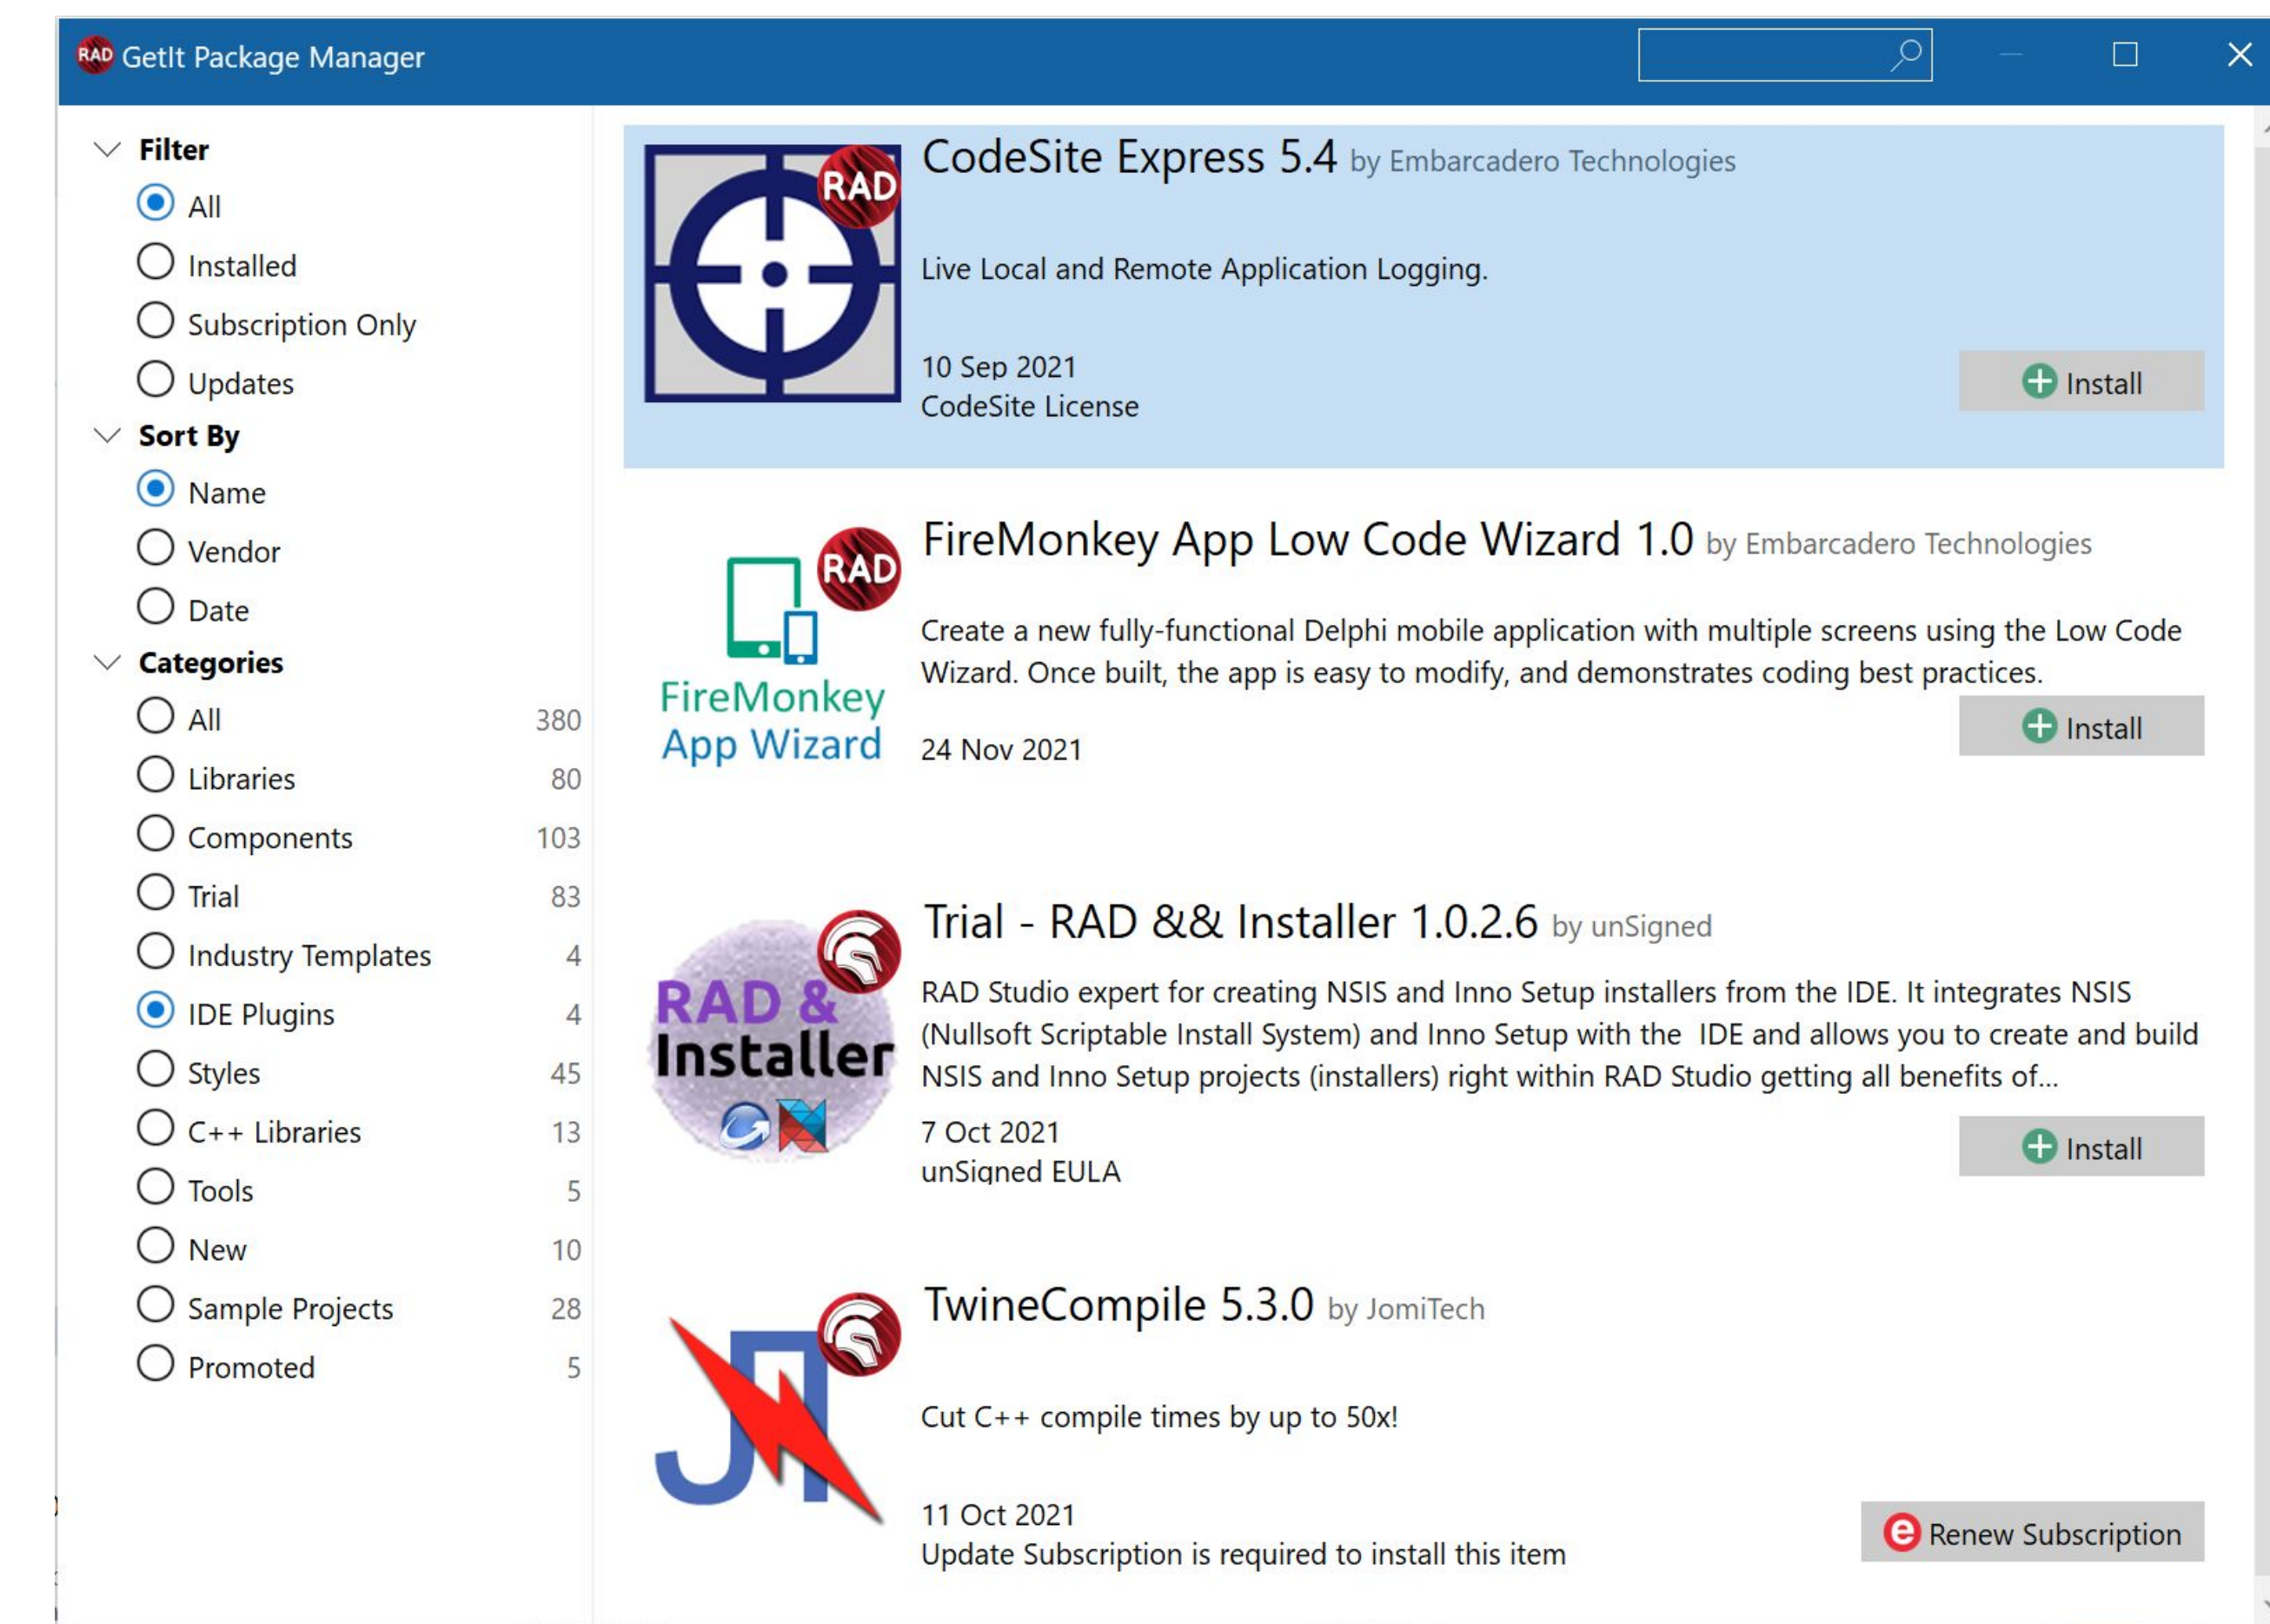 RAD GetIt Package Manager
Filter
All
Installed
Subscription Only
Updates
Sort By
Name
Vendor
Date
Categories
All 380
Libraries 80
Components 103
Trial 83
Industry Templates 4
IDE Plugins 4
Styles 45
C++ Libraries 13
Tools 5
New 10
Sample Projects 28
Promoted 5
RAD
CodeSite Express 5.4 by Embarcadero Technologies
Live Local and Remote Application Logging.
10 Sep 2021
CodeSite License
Install
RAD
FireMonkey
App Wizard
FireMonkey App Low Code Wizard 1.0 by Embarcadero Technologies
Create a new fully-functional Delphi mobile application with multiple screens using the Low Code
Wizard. Once built, the app is easy to modify, and demonstrates coding best practices.
24 Nov 2021
Install
RAD &
Installer
Trial - RAD && Installer 1.0.2.6 by unSigned
RAD Studio expert for creating NSIS and Inno Setup installers from the IDE. It integrates NSIS
(Nullsoft Scriptable Install System) and Inno Setup with the  IDE and allows you to create and build
NSIS and Inno Setup projects (installers) right within RAD Studio getting all benefits of...
7 Oct 2021
unSigned EULA
Install
JT
TwineCompile 5.3.0 by JomiTech
Cut C++ compile times by up to 50x!
11 Oct 2021
Update Subscription is required to install this item
e Renew Subscription